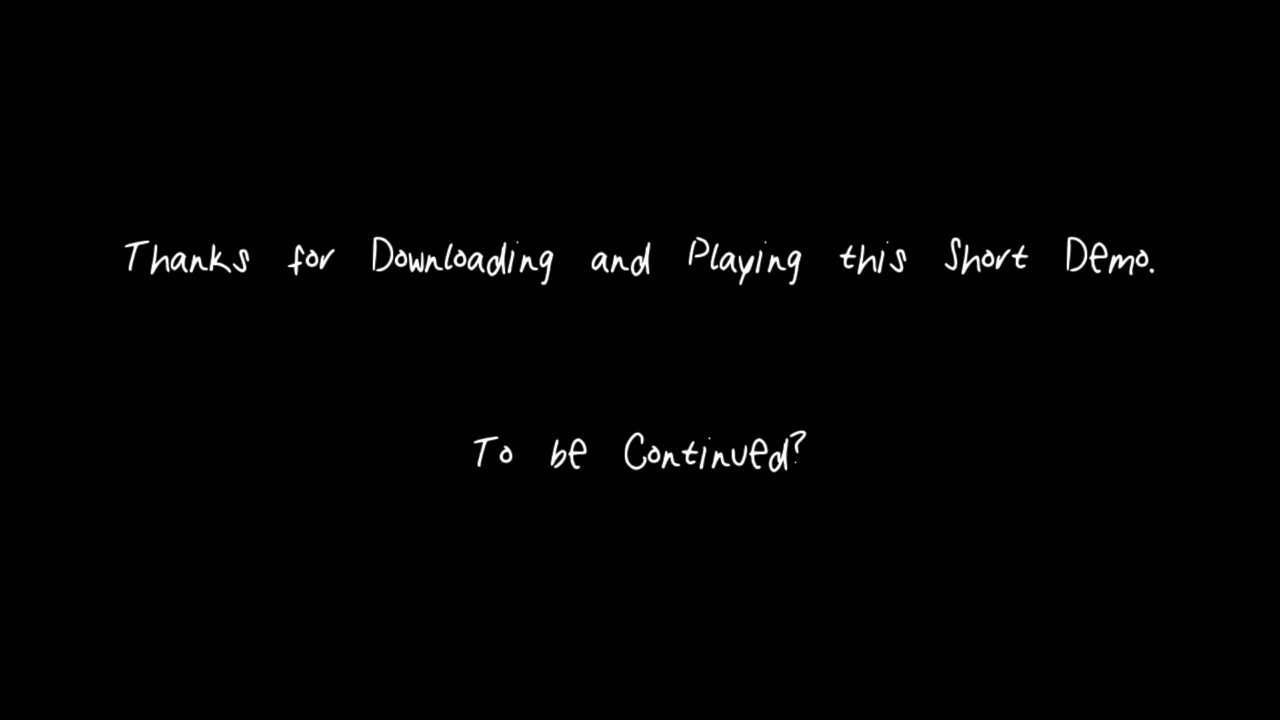 Thanks for Downloading and Playing this Short Demo.
To be Continued?